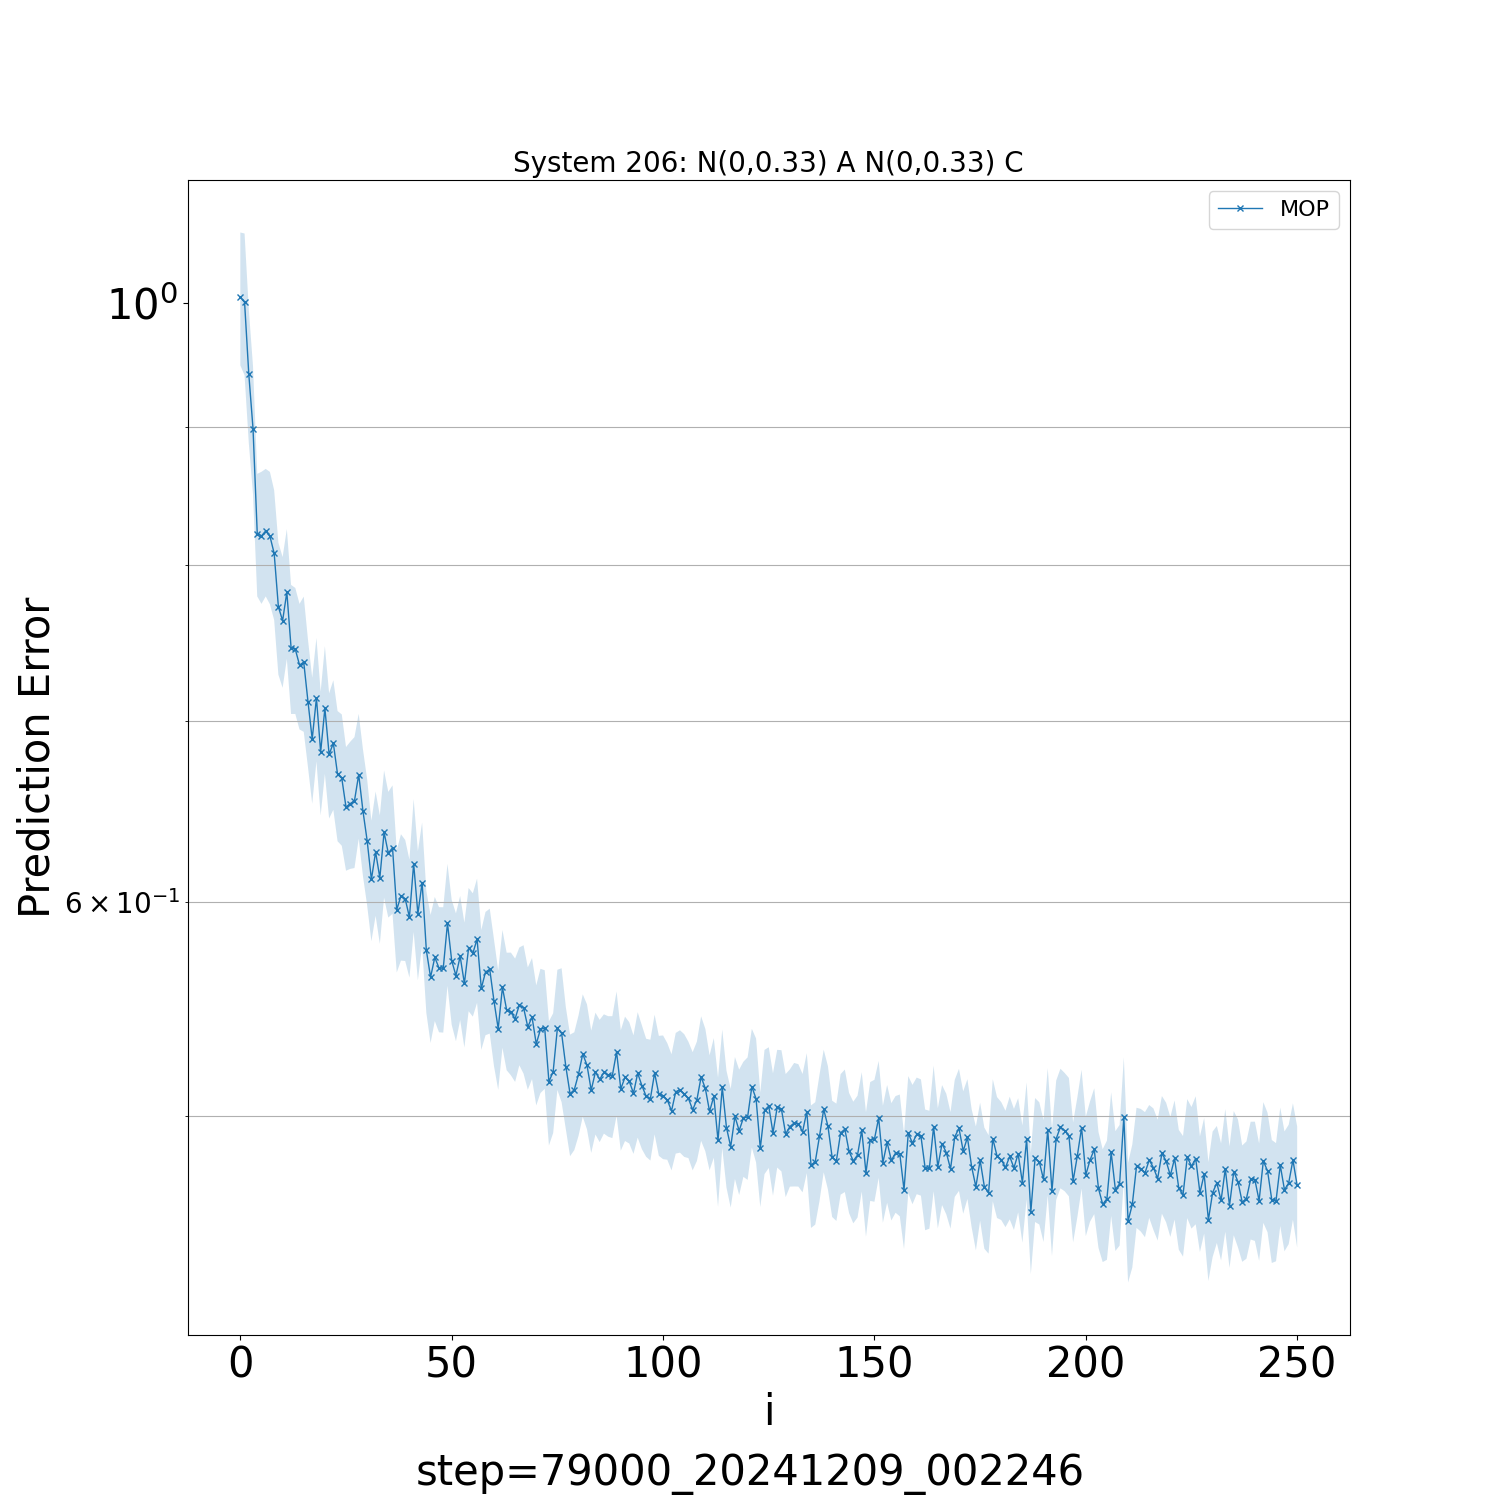 System 206: N(0,0.33) A N(0,0.33) C
MOP
10⁰
6 × 10⁻¹
Prediction Error
0 50 100 150 200 250
i
step=79000_20241209_002246